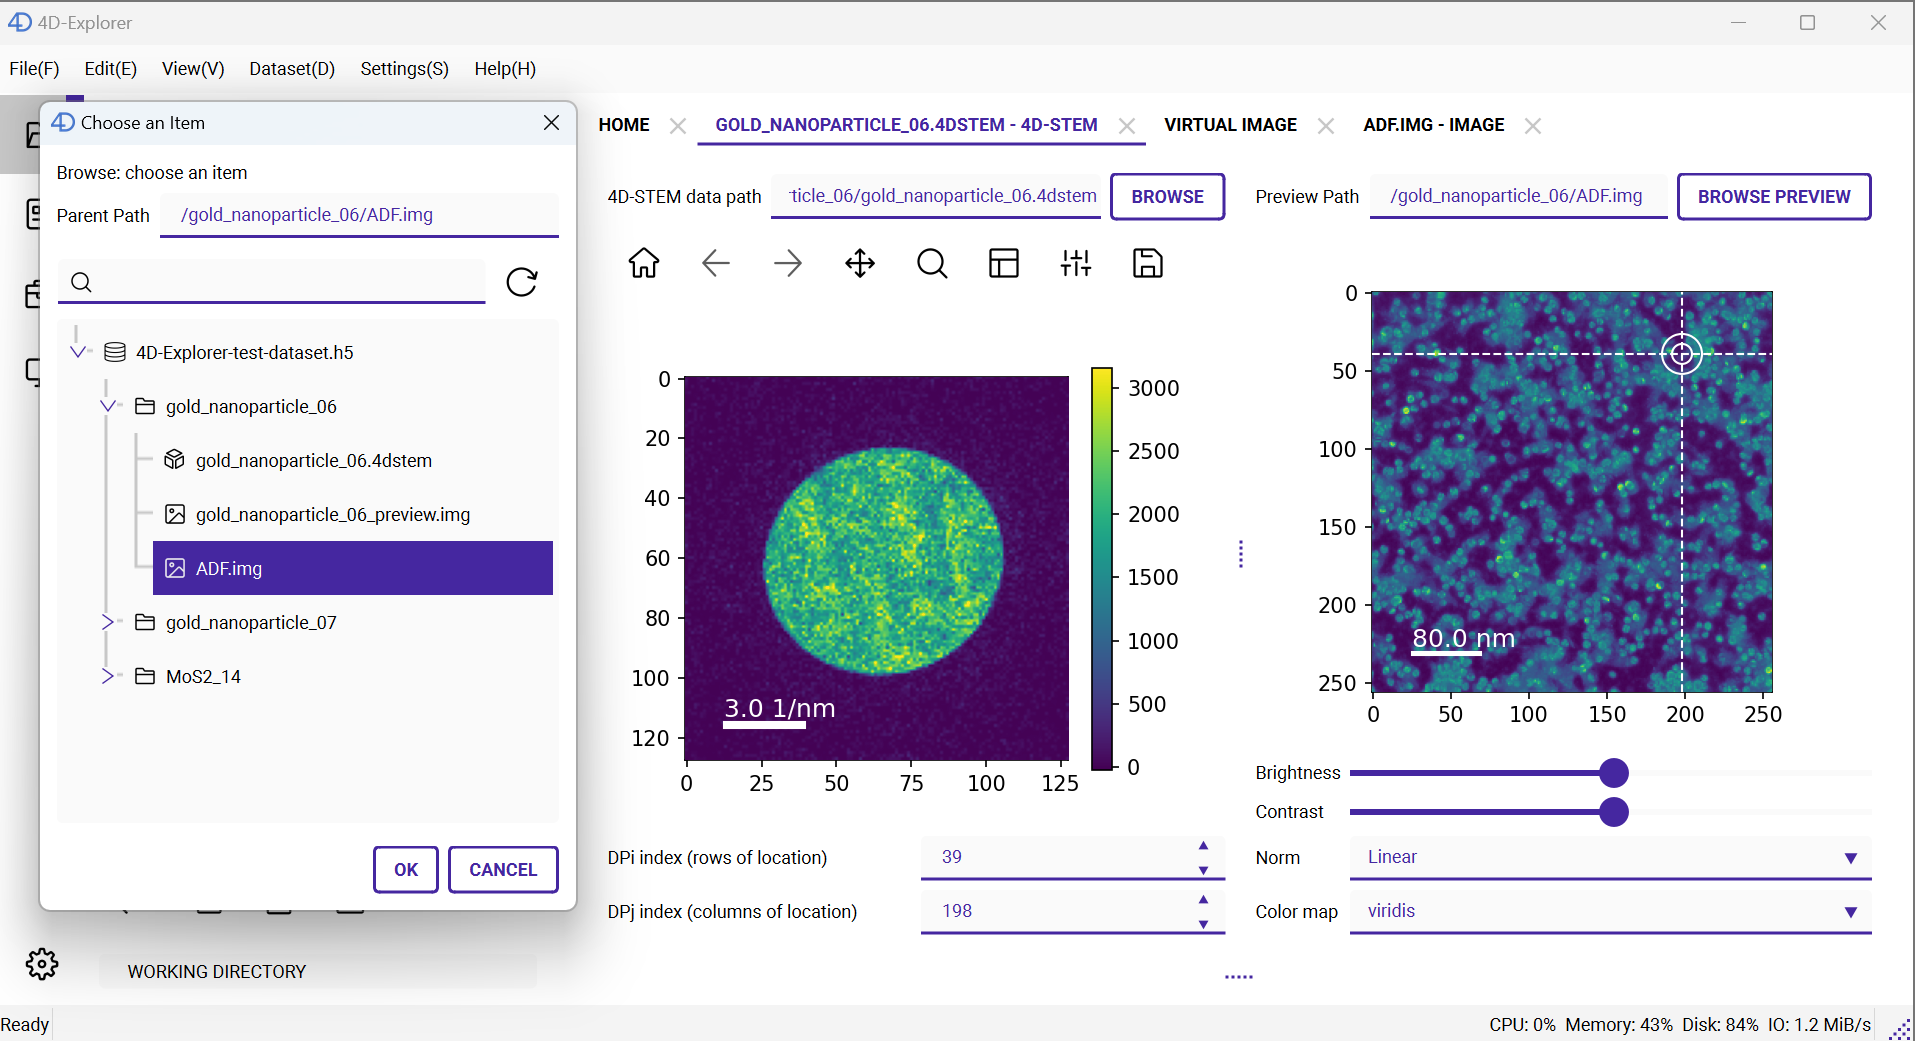 4D-Explorer
File(F) Edit(E) View(V) Dataset(D) Settings(S) Help(H)
4D Choose an Item
Browse: choose an item
Parent Path /gold_nanoparticle_06/ADF.img
4D-Explorer-test-dataset.h5
gold_nanoparticle_06
gold_nanoparticle_06.4dstem
gold_nanoparticle_06_preview.img
ADF.img
gold_nanoparticle_07
MoS2_14
OK CANCEL
WORKING DIRECTORY
HOME GOLD_NANOPARTICLE_06.4DSTEM - 4D-STEM VIRTUAL IMAGE ADF.IMG - IMAGE
4D-STEM data path ticle_06/gold_nanoparticle_06.4dstem BROWSE
0
20
40
60
80
100
120
0 25 50 75 100 125
3.0 1/nm
3000
2500
2000
1500
1000
500
0
DPi index (rows of location) 39
DPj index (columns of location) 198
Preview Path /gold_nanoparticle_06/ADF.img BROWSE PREVIEW
0
50
100
150
200
250
0 50 100 150 200 250
80.0 nm
Brightness
Contrast
Norm Linear
Color map viridis
Ready
CPU: 0% Memory: 43% Disk: 84% IO: 1.2 MiB/s